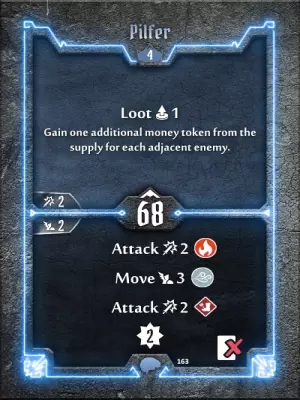 Pilfer
4
Loot 1
Gain one additional money token from the
supply for each adjacent enemy.
2
68
2
Attack 2
Move 3
Attack 2
2
163